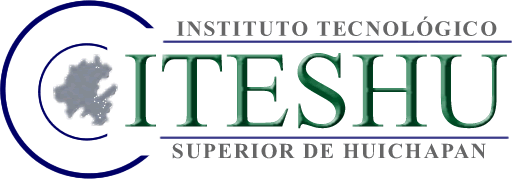 INSTITUTO TECNOLÓGICO
ITESHU
SUPERIOR DE HUICHAPAN